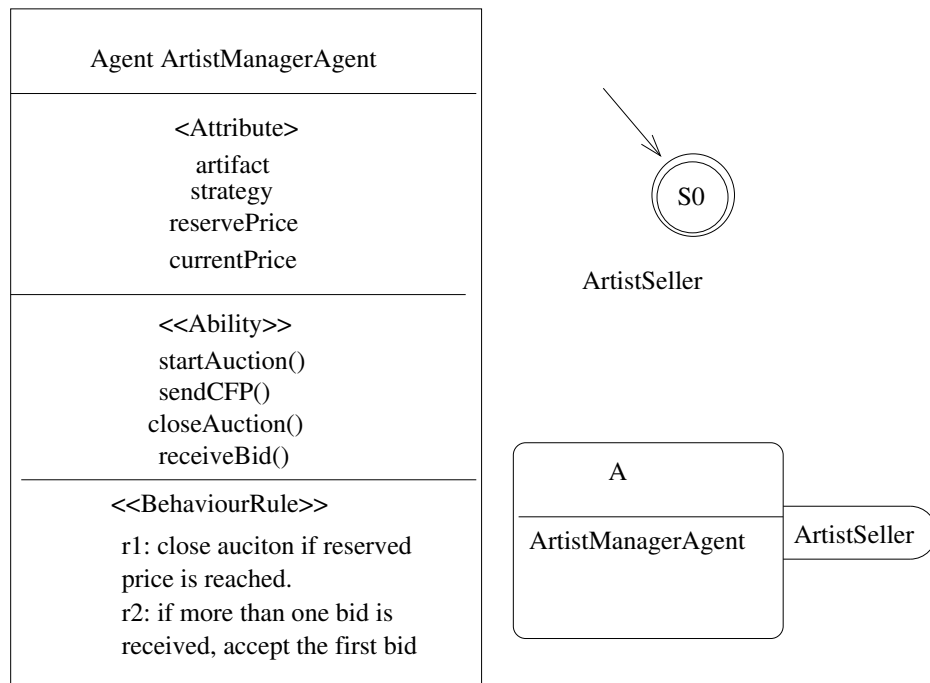 Agent ArtistManagerAgent
<Attribute>
artifact
strategy
reservePrice
currentPrice
<<Ability>>
startAuction()
sendCFP()
closeAuction()
receiveBid()
<<BehaviourRule>>
r1: close auciton if reserved
price is reached.
r2: if more than one bid is
received, accept the first bid
S0
ArtistSeller
A
ArtistManagerAgent
ArtistSeller